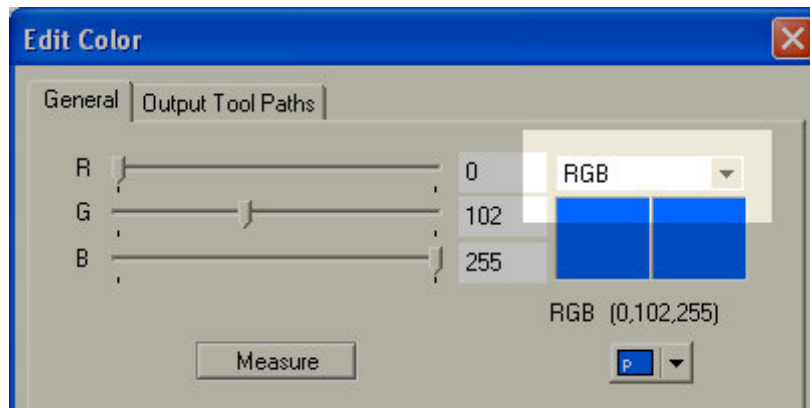 Edit Color
General Output Tool Paths
R 0 RGB
G 102
B 255
RGB (0,102,255)
Measure P